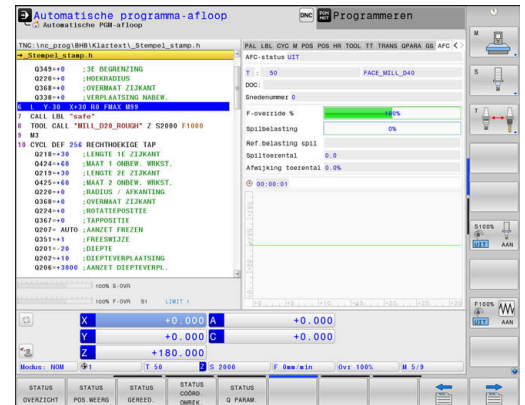 Automatische programma-afloop
DNC
Programmeren
Automatische PGM-afloop
TNC:\nc_prog\BHB\Klartext\_Stempel_stamp.h
→_Stempel_stamp.h
Q349=+0 ;3E BEGRENZING
Q220=+0 ;HOEKRADIUS
Q368=+0 ;OVERMAAT ZIJKANT
Q338=+0 ;VERPLAATSING NABEW.
6 L Y-30 X+30 R0 FMAX M99
7 CALL LBL "safe"
8 TOOL CALL "MILL_D20_ROUGH" Z S2000 F1000
9 M3
10 CYCL DEF 256 RECHTHOEKIGE TAP
Q218=+30 ;LENGTE 1E ZIJKANT
Q424=+60 ;MAAT 1 ONBEW. WRKST.
Q219=+30 ;LENGTE 2E ZIJKANT
Q425=+60 ;MAAT 2 ONBEW. WRKST.
Q220=+0 ;RADIUS / AFKANTING
Q368=+0 ;OVERMAAT ZIJKANT
Q224=+0 ;ROTATIEPOSITIE
Q367=+0 ;TAPPOSITIE
Q207= AUTO ;AANZET FREZEN
Q351=+1 ;FREESWIJZE
Q201=-20 ;DIEPTE
Q202=+10 ;DIEPTEVERPLAATSING
Q206=+3000 ;AANZET DIEPTEVERPL.
100% S-OVR
100% F-OVR S1 LIMIT 1
PAL LBL CYC M POS POS HR TOOL TT TRANS QPARA GS AFC
AFC-status UIT
T : 50 FACE_MILL_D40
DOC:
Snedenummer 0
F-override % 100%
Spilbelasting 0%
Ref.belasting spil
Spiltoerental 0.0
Afwijking toerental 0.0%
00:00:01
X +0.000 A +0.000
Y +0.000 C +0.000
Z +180.000
Modus: NOM 1 T 50 Z S 2000 F 0mm/min Ovr 100% M 5/9
STATUS OVERZICHT
STATUS POS.WEERG
STATUS GEREED.
STATUS COÖRD. OMREK.
STATUS Q PARAM.
M
S
T
S100%
UIT AAN
F100%
UIT AAN